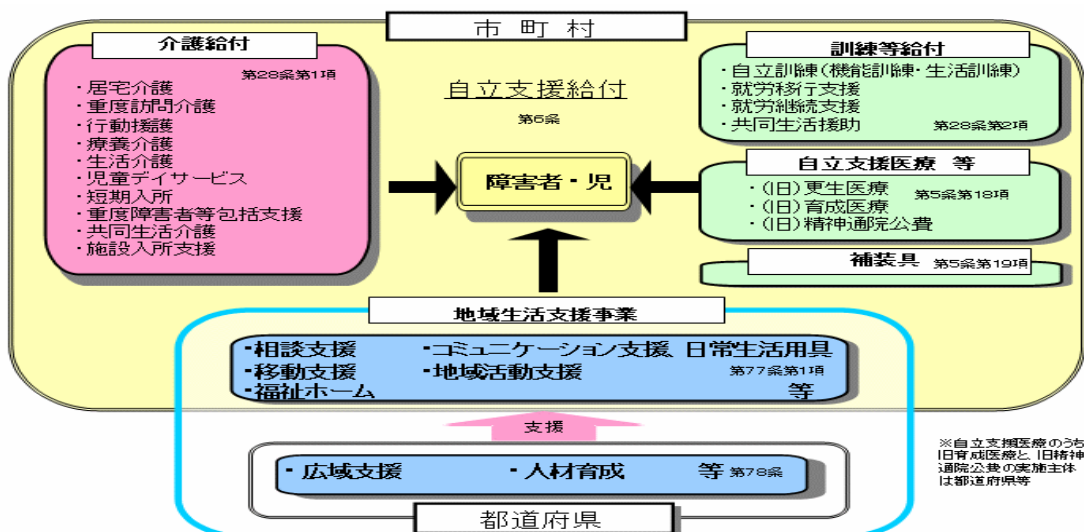 市町村
介護給付
第28条第1項
・居宅介護
・重度訪問介護
・行動援護
・療養介護
・生活介護
・児童デイサービス
・短期入所
・重度障害者等包括支援
・共同生活介護
・施設入所支援
自立支援給付
第6条
障害者・児
訓練等給付
・自立訓練(機能訓練・生活訓練)
・就労移行支援
・就労継続支援
・共同生活援助 第28条第2項
自立支援医療 等
・(旧)更生医療 第5条第18項
・(旧)育成医療
・(旧)精神通院公費
補装具 第5条第19項
地域生活支援事業
・相談支援 ・コミュニケーション支援、日常生活用具
・移動支援 ・地域活動支援 第77条第1項
・福祉ホーム 等
支援
・広域支援 ・人材育成 等 第78条
都道府県
※自立支援医療のうち
旧育成医療と、旧精神
通院公費の実施主体
は都道府県等